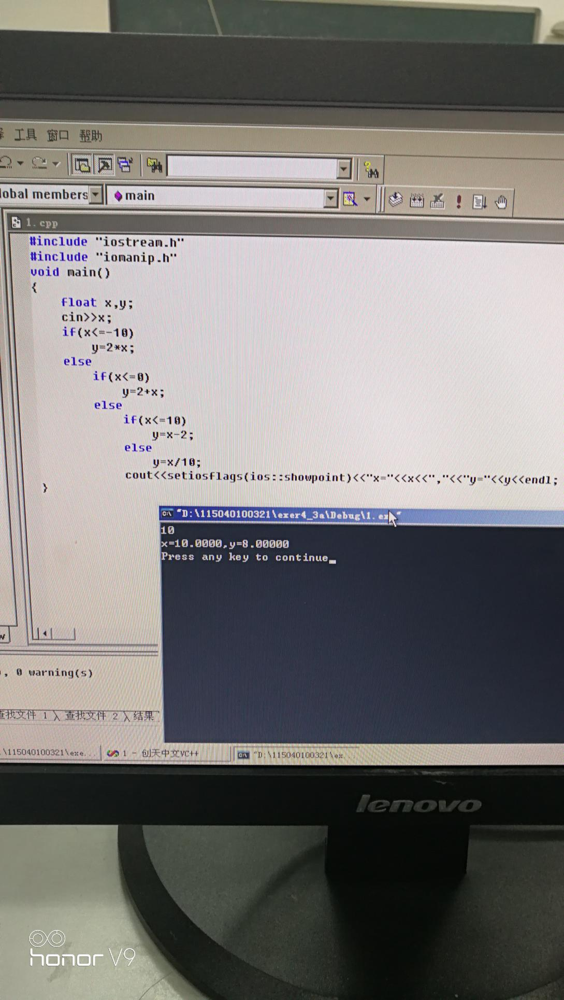 工具 窗口 帮助
obal members main
1.cpp
#include "iostream.h"
#include "iomanip.h"
void main()
{
float x,y;
cin>>x;
if(x<=-10)
y=2*x;
else
if(x<=0)
y=2+x;
else
if(x<=10)
y=x-2;
else
y=x/10;
cout<<setiosflags(ios::showpoint)<<"x="<<x<<","<<"y="<<y<<endl;
}
"D:\115040100321\exer4_3a\Debug\1.ex
10
x=10.0000,y=8.00000
Press any key to continue
, 0 warning(s)
查找文件 1 查找文件 2 结果
\115040100321\exe... 1 - 创天中文VC++ "D:\115040100321\ex...
lenovo
honor V9